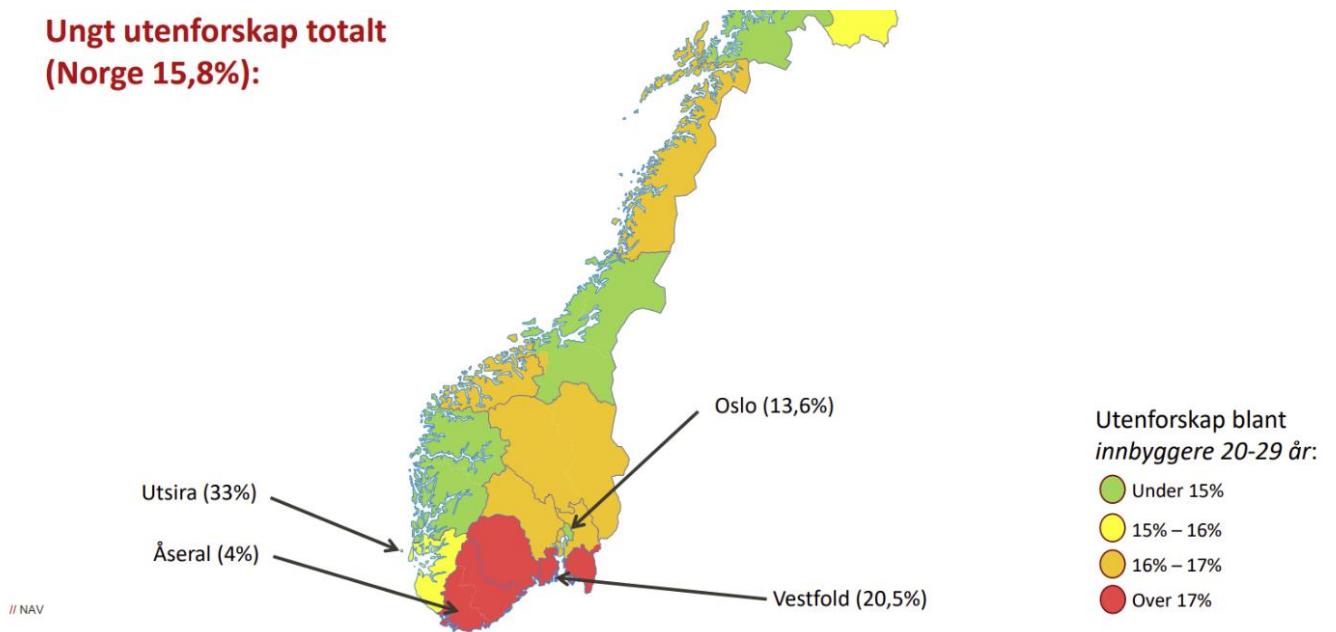 Ungt utenforskap totalt
(Norge 15,8%):
Oslo (13,6%)
Utsira (33%)
Åseral (4%)
Vestfold (20,5%)
Utenforskap blant
innbyggere 20-29 år:
Under 15%
15% – 16%
16% – 17%
Over 17%
// NAV